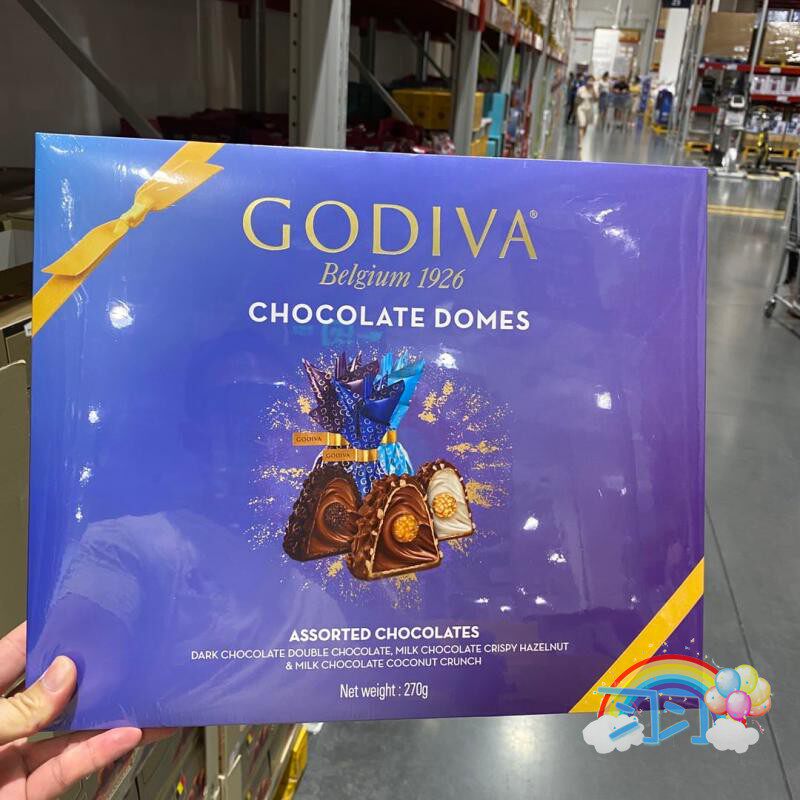 GODIVA®
Belgium 1926
CHOCOLATE DOMES
GODIVA
GODIVA
ASSORTED CHOCOLATES
DARK CHOCOLATE DOUBLE CHOCOLATE, MILK CHOCOLATE CRISPY HAZELNUT
& MILK CHOCOLATE COCONUT CRUNCH
Net weight : 270g